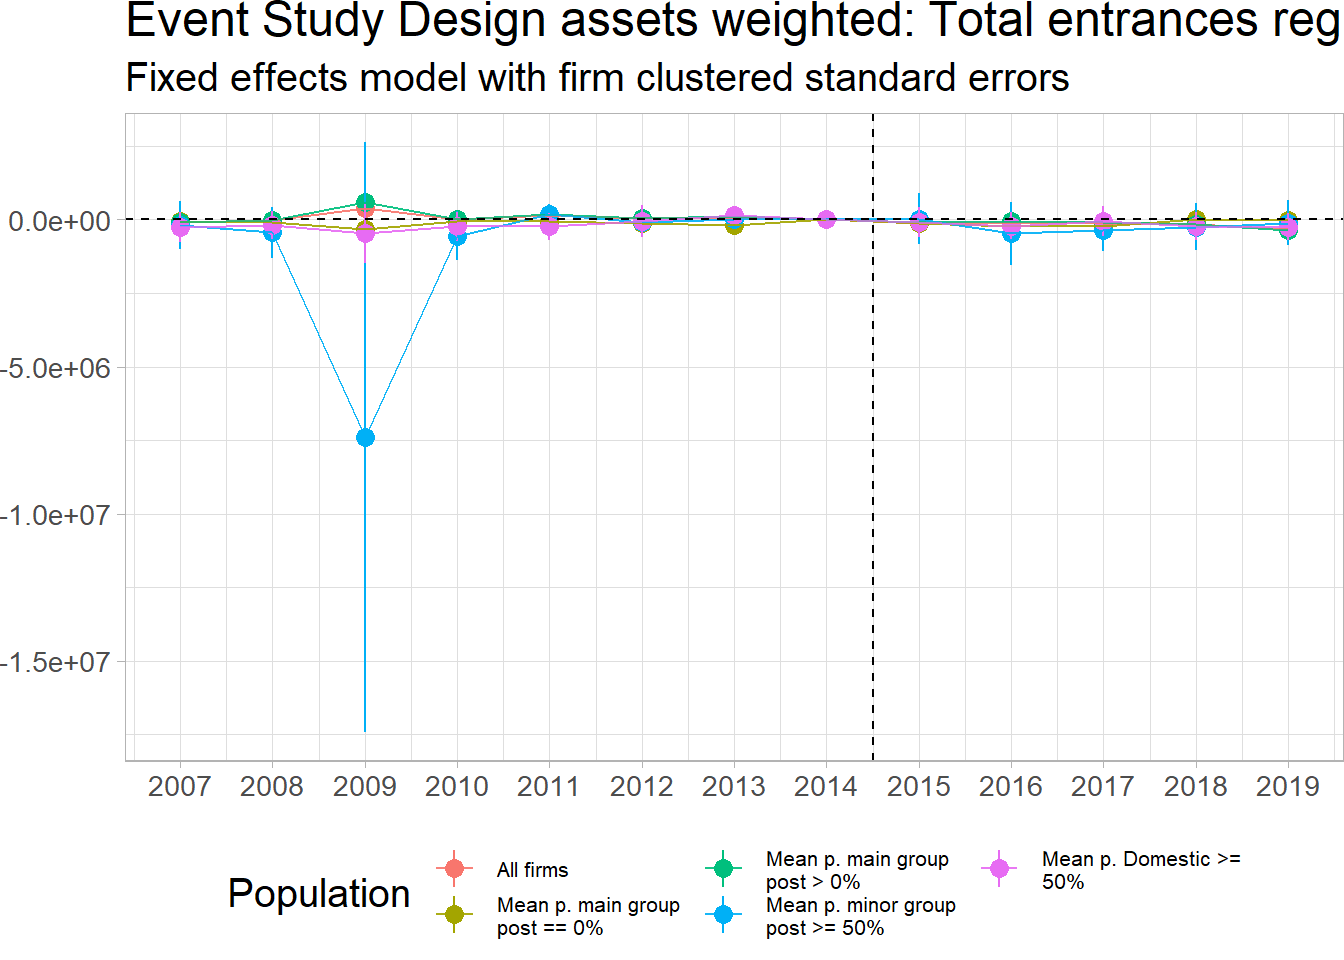 Event Study Design assets weighted: Total entrances reg
Fixed effects model with firm clustered standard errors
0.0e+00
-5.0e+06
-1.0e+07
-1.5e+07
2007 2008 2009 2010 2011 2012 2013 2014 2015 2016 2017 2018 2019
Population
All firms
Mean p. main group
post == 0%
Mean p. main group
post > 0%
Mean p. minor group
post >= 50%
Mean p. Domestic >=
50%